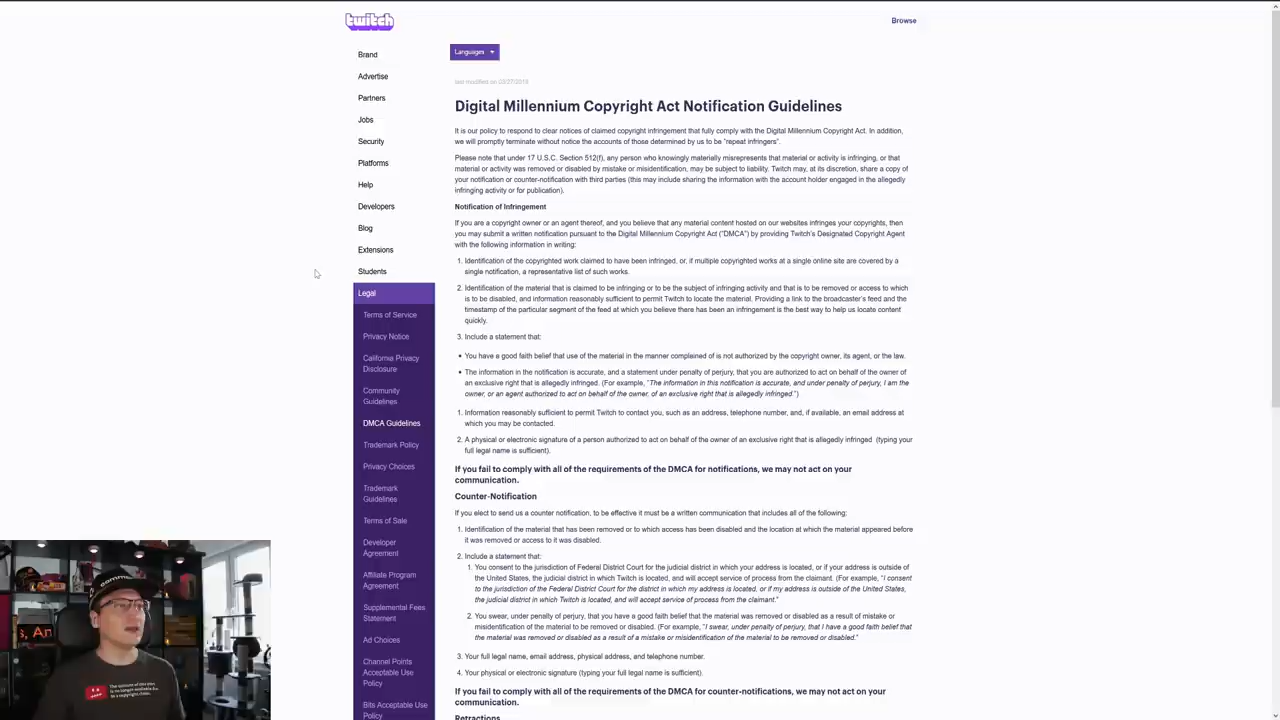 twitch
Browse
Brand
Advertise
Partners
Jobs
Security
Platforms
Help
Developers
Blog
Extensions
Students
Legal
Terms of Service
Privacy Notice
California Privacy
Disclosure
Community
Guidelines
DMCA Guidelines
Trademark Policy
Privacy Choices
Trademark
Guidelines
Terms of Sale
Developer
Agreement
Affiliate Program
Agreement
Supplemental Fees
Statement
Ad Choices
Channel Points
Acceptable Use
Policy
Bits Acceptable Use
Policy
Languages
last modified on 03/27/2019
Digital Millennium Copyright Act Notification Guidelines
It is our policy to respond to clear notices of claimed copyright infringement that fully comply with the Digital Millennium Copyright Act. In addition,
we will promptly terminate without notice the accounts of those determined by us to be "repeat infringers".
Please note that under 17 U.S.C. Section 512(f), any person who knowingly materially misrepresents that material or activity is infringing, or that
material or activity was removed or disabled by mistake or misidentification, may be subject to liability. Twitch may, at its discretion, share a copy of
your notification or counter-notification with third parties (this may include sharing the information with the account holder engaged in the allegedly
infringing activity or for publication).
Notification of Infringement
If you are a copyright owner or an agent thereof, and you believe that any material content hosted on our websites infringes your copyrights, then
you may submit a written notification pursuant to the Digital Millennium Copyright Act ("DMCA") by providing Twitch's Designated Copyright Agent
with the following information in writing:
1. Identification of the copyrighted work claimed to have been infringed, or, if multiple copyrighted works at a single online site are covered by a
single notification, a representative list of such works.
2. Identification of the material that is claimed to be infringing or to be the subject of infringing activity and that is to be removed or access to which
is to be disabled, and information reasonably sufficient to permit Twitch to locate the material. Providing a link to the broadcaster's feed and the
timestamp of the particular segment of the feed at which you believe there has been an infringement is the best way to help us locate content
quickly.
3. Include a statement that:
• You have a good faith belief that use of the material in the manner complained of is not authorized by the copyright owner, its agent, or the law.
• The information in the notification is accurate, and a statement under penalty of perjury, that you are authorized to act on behalf of the owner of
an exclusive right that is allegedly infringed. (For example, "The information in this notification is accurate, and under penalty of perjury, I am the
owner, or an agent authorized to act on behalf of the owner, of an exclusive right that is allegedly infringed.")
1. Information reasonably sufficient to permit Twitch to contact you, such as an address, telephone number, and, if available, an email address at
which you may be contacted.
2. A physical or electronic signature of a person authorized to act on behalf of the owner of an exclusive right that is allegedly infringed (typing your
full legal name is sufficient).
If you fail to comply with all of the requirements of the DMCA for notifications, we may not act on your
communication.
Counter-Notification
If you elect to send us a counter notification, to be effective it must be a written communication that includes all of the following:
1. Identification of the material that has been removed or to which access has been disabled and the location at which the material appeared before
it was removed or access to it was disabled.
2. Include a statement that:
1. You consent to the jurisdiction of Federal District Court for the judicial district in which your address is located, or if your address is outside of
the United States, the judicial district in which Twitch is located, and will accept service of process from the claimant. (For example, "I consent
to the jurisdiction of the Federal District Court for the district in which my address is located, or if my address is outside of the United States,
the judicial district in which Twitch is located, and will accept service of process from the claimant."
2. You swear, under penalty of perjury, that you have a good faith belief that the material was removed or disabled as a result of mistake or
misidentification of the material to be removed or disabled. (For example, "I swear, under penalty of perjury, that I have a good faith belief that
the material was removed or disabled as a result of a mistake or misidentification of the material to be removed or disabled."
3. Your full legal name, email address, physical address, and telephone number.
4. Your physical or electronic signature (typing your full legal name is sufficient).
If you fail to comply with all of the requirements of the DMCA for counter-notifications, we may not act on your
communication.
Retractions